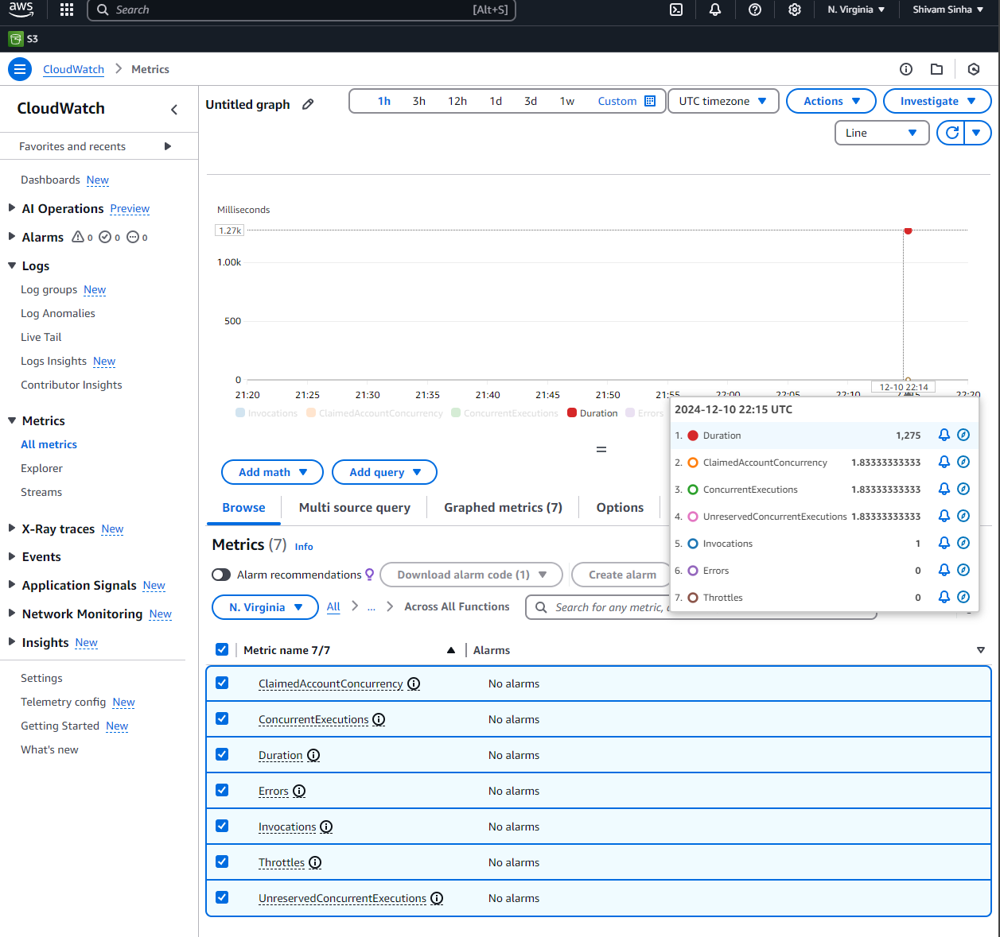 aws
Search
[Alt+S]
N. Virginia
Shivam Sinha
S3
CloudWatch
Metrics
CloudWatch
Favorites and recents
Dashboards New
AI Operations Preview
Alarms 0 0 0
Logs
Log groups New
Log Anomalies
Live Tail
Logs Insights New
Contributor Insights
Metrics
All metrics
Explorer
Streams
X-Ray traces New
Events
Application Signals New
Network Monitoring New
Insights New
Settings
Telemetry config New
Getting Started New
What's new
Untitled graph
1h 3h 12h 1d 3d 1w Custom
UTC timezone
Actions
Investigate
Line
Milliseconds
1.27k
1.00k
500
0
21:20 21:25 21:30 21:35 21:40 21:45 21:50 21:55 22:00 22:05 22:10 22:15 22:20
12-10 22:14
Invocations ClaimedAccountConcurrency ConcurrentExecutions Duration Errors
2024-12-10 22:15 UTC
1. Duration 1,275
2. ClaimedAccountConcurrency 1.83333333333
3. ConcurrentExecutions 1.83333333333
4. UnreservedConcurrentExecutions 1.83333333333
5. Invocations 1
6. Errors 0
7. Throttles 0
Add math
Add query
Browse
Multi source query
Graphed metrics (7)
Options
Metrics (7) Info
Alarm recommendations
Download alarm code (1)
Create alarm
N. Virginia
All
...
Across All Functions
Search for any metric,
Metric name 7/7
Alarms
ClaimedAccountConcurrency No alarms
ConcurrentExecutions No alarms
Duration No alarms
Errors No alarms
Invocations No alarms
Throttles No alarms
UnreservedConcurrentExecutions No alarms